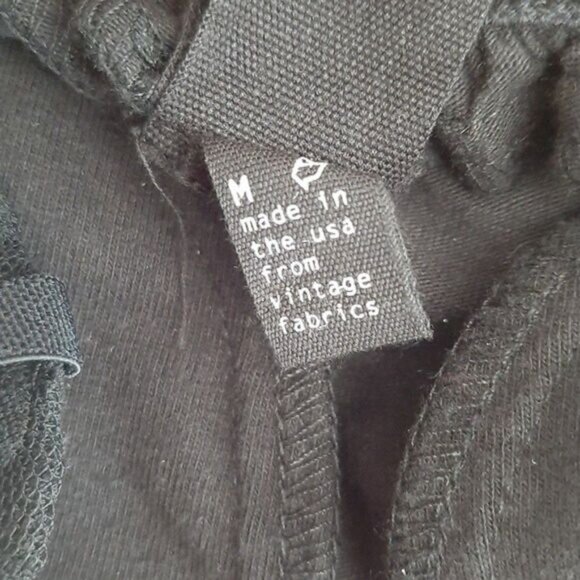 M
made in
the usa
from
vintage
fabrics